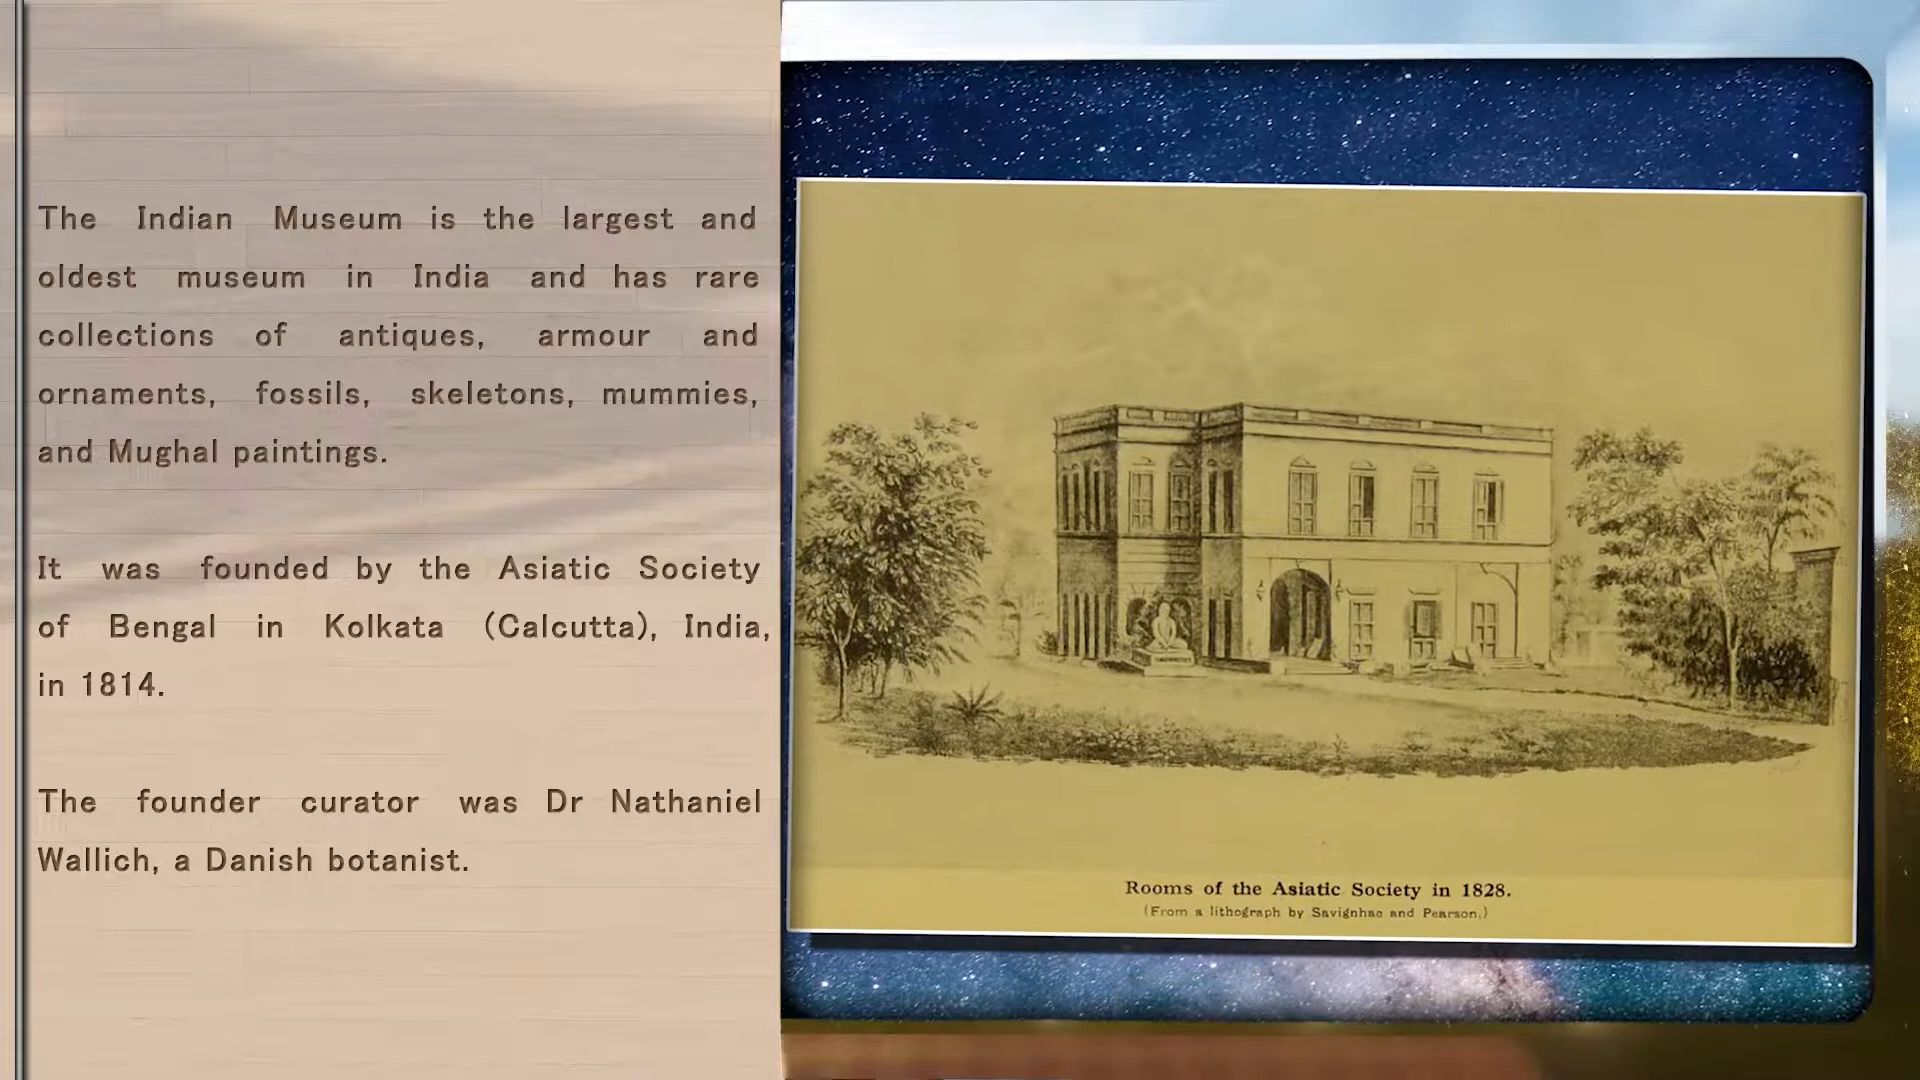 The Indian Museum is the largest and
oldest museum in India and has rare
collections of antiques, armour and
ornaments, fossils, skeletons, mummies,
and Mughal paintings.
It was founded by the Asiatic Society
of Bengal in Kolkata (Calcutta), India,
in 1814.
The founder curator was Dr Nathaniel
Wallich, a Danish botanist.
Rooms of the Asiatic Society in 1828.
(From a lithograph by Savignhac and Pearson.)